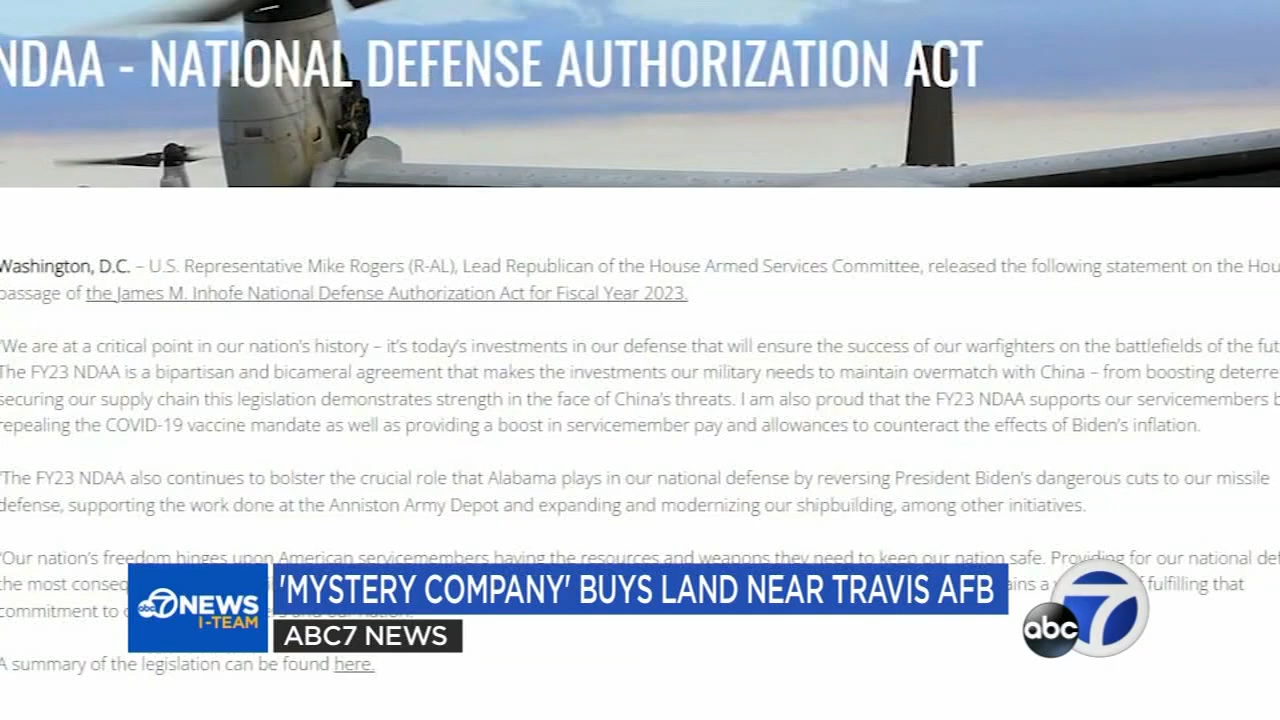 NDAA - NATIONAL DEFENSE AUTHORIZATION ACT
Washington, D.C. – U.S. Representative Mike Rogers (R-AL), Lead Republican of the House Armed Services Committee, released the following statement on the Hou
passage of the James M. Inhofe National Defense Authorization Act for Fiscal Year 2023.
"We are at a critical point in our nation's history – it's today's investments in our defense that will ensure the success of our warfighters on the battlefields of the fut
The FY23 NDAA is a bipartisan and bicameral agreement that makes the investments our military needs to maintain overmatch with China – from boosting deterre
securing our supply chain this legislation demonstrates strength in the face of China's threats. I am also proud that the FY23 NDAA supports our servicemembers b
repealing the COVID-19 vaccine mandate as well as providing a boost in servicemember pay and allowances to counteract the effects of Biden's inflation.
"The FY23 NDAA also continues to bolster the crucial role that Alabama plays in our national defense by reversing President Biden's dangerous cuts to our missile
defense, supporting the work done at the Anniston Army Depot and expanding and modernizing our shipbuilding, among other initiatives.
"Our nation's freedom hinges upon American servicemembers having the resources and weapons they need to keep our nation safe. Providing for our national def
the most conseq
fulfilling that
commitment to
and our nation.
A summary of the legislation can be found here.
abc 7 NEWS
I-TEAM
'MYSTERY COMPANY' BUYS LAND NEAR TRAVIS AFB
ABC7 NEWS
abc 7